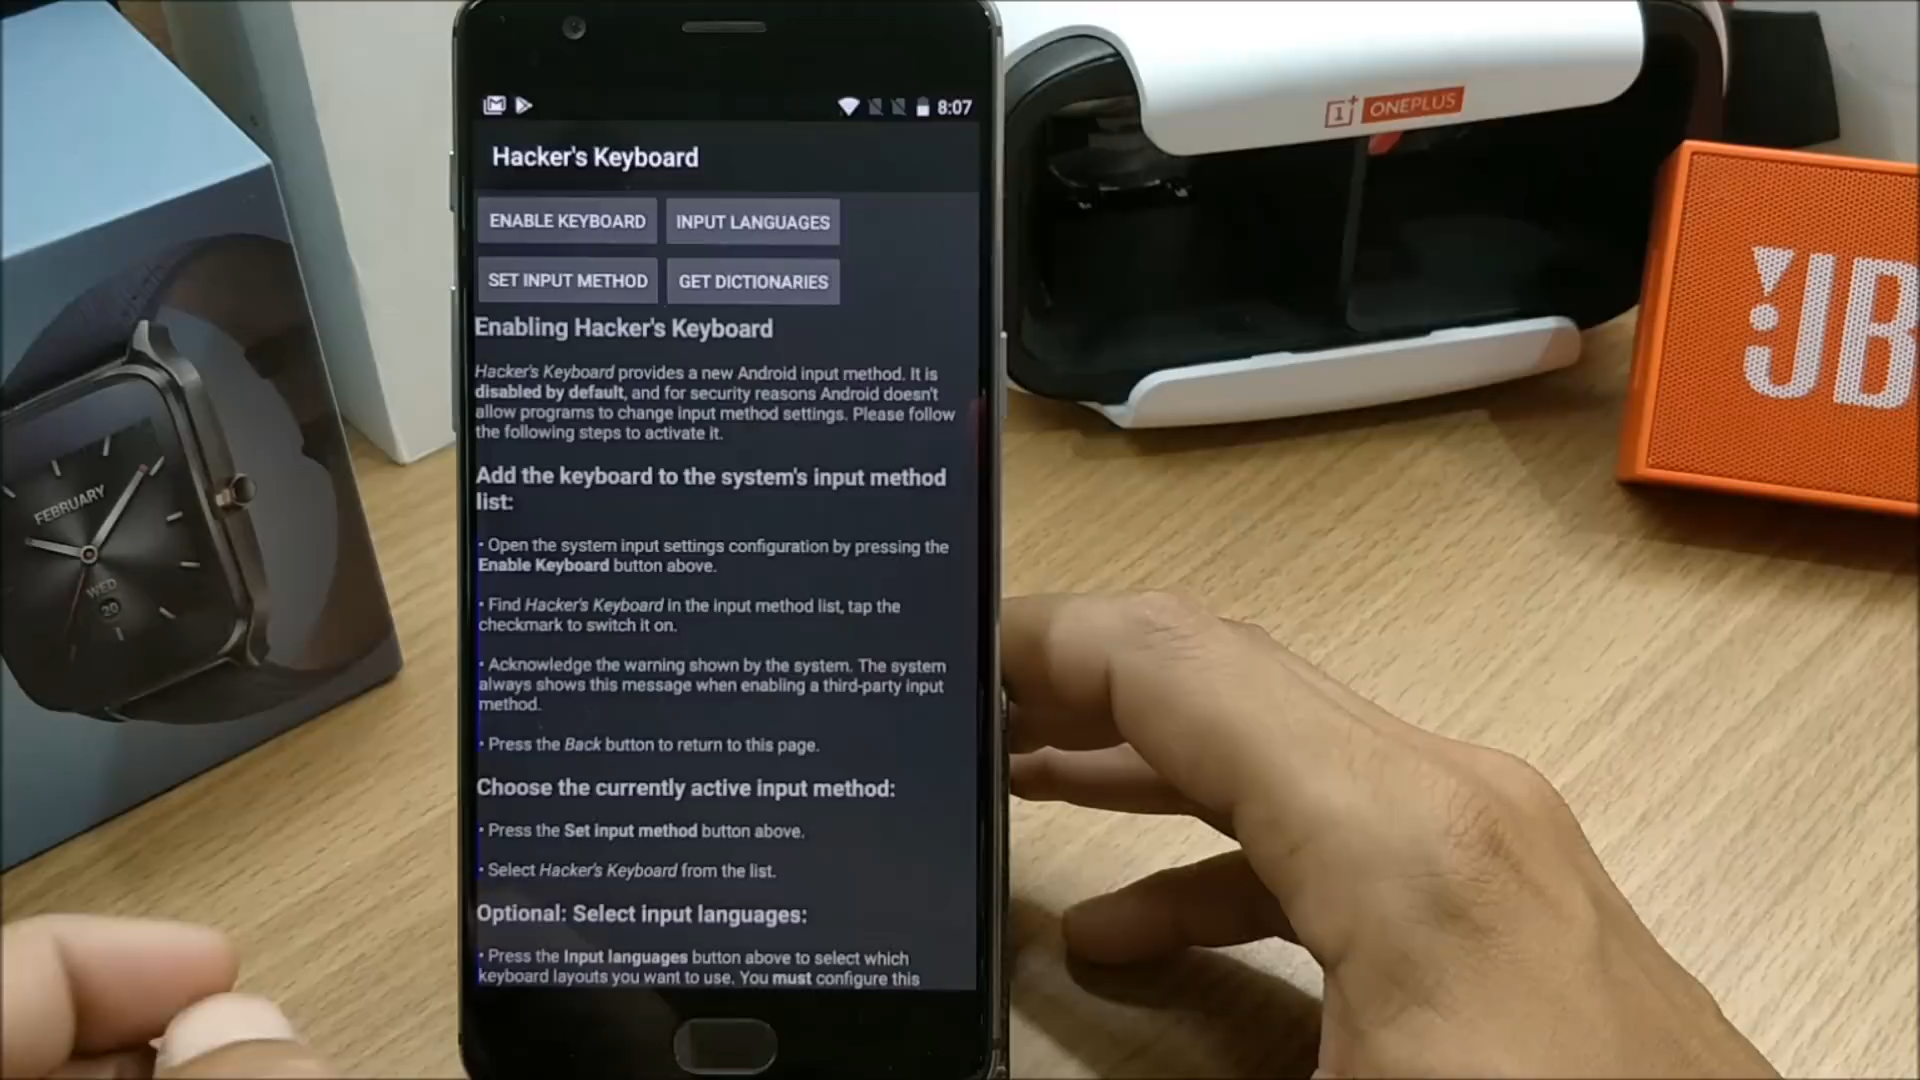 8:07
Hacker's Keyboard
ENABLE KEYBOARD
INPUT LANGUAGES
SET INPUT METHOD
GET DICTIONARIES
Enabling Hacker's Keyboard
Hacker's Keyboard provides a new Android input method. It is
disabled by default, and for security reasons Android doesn't
allow programs to change input method settings. Please follow
the following steps to activate it.
Add the keyboard to the system's input method
list:
• Open the system input settings configuration by pressing the
Enable Keyboard button above.
• Find Hacker's Keyboard in the input method list, tap the
checkmark to switch it on.
• Acknowledge the warning shown by the system. The system
always shows this message when enabling a third-party input
method.
• Press the Back button to return to this page.
Choose the currently active input method:
• Press the Set input method button above.
• Select Hacker's Keyboard from the list.
Optional: Select input languages:
• Press the Input languages button above to select which
keyboard layouts you want to use. You must configure this
1+ ONEPLUS
JB
FEBRUARY
WED
20